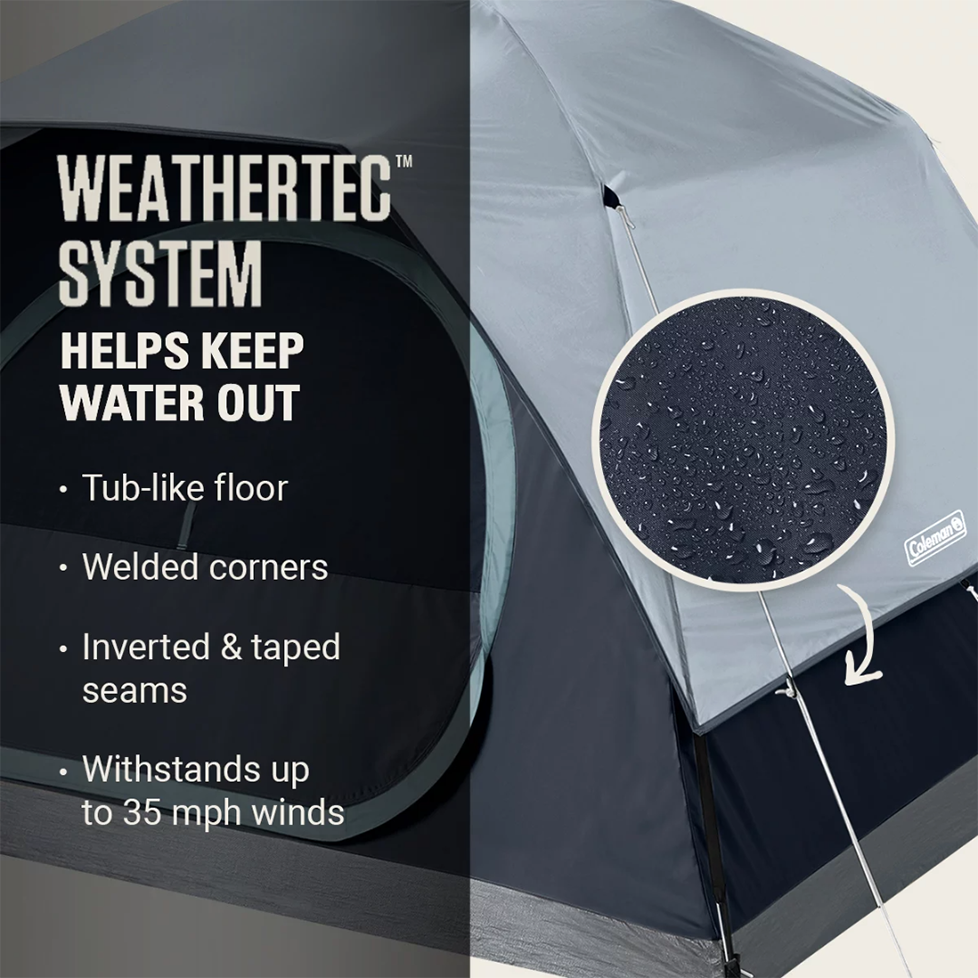 WEATHERTEC™
SYSTEM
HELPS KEEP
WATER OUT
• Tub-like floor
• Welded corners
• Inverted & taped
seams
• Withstands up
to 35 mph winds
Coleman